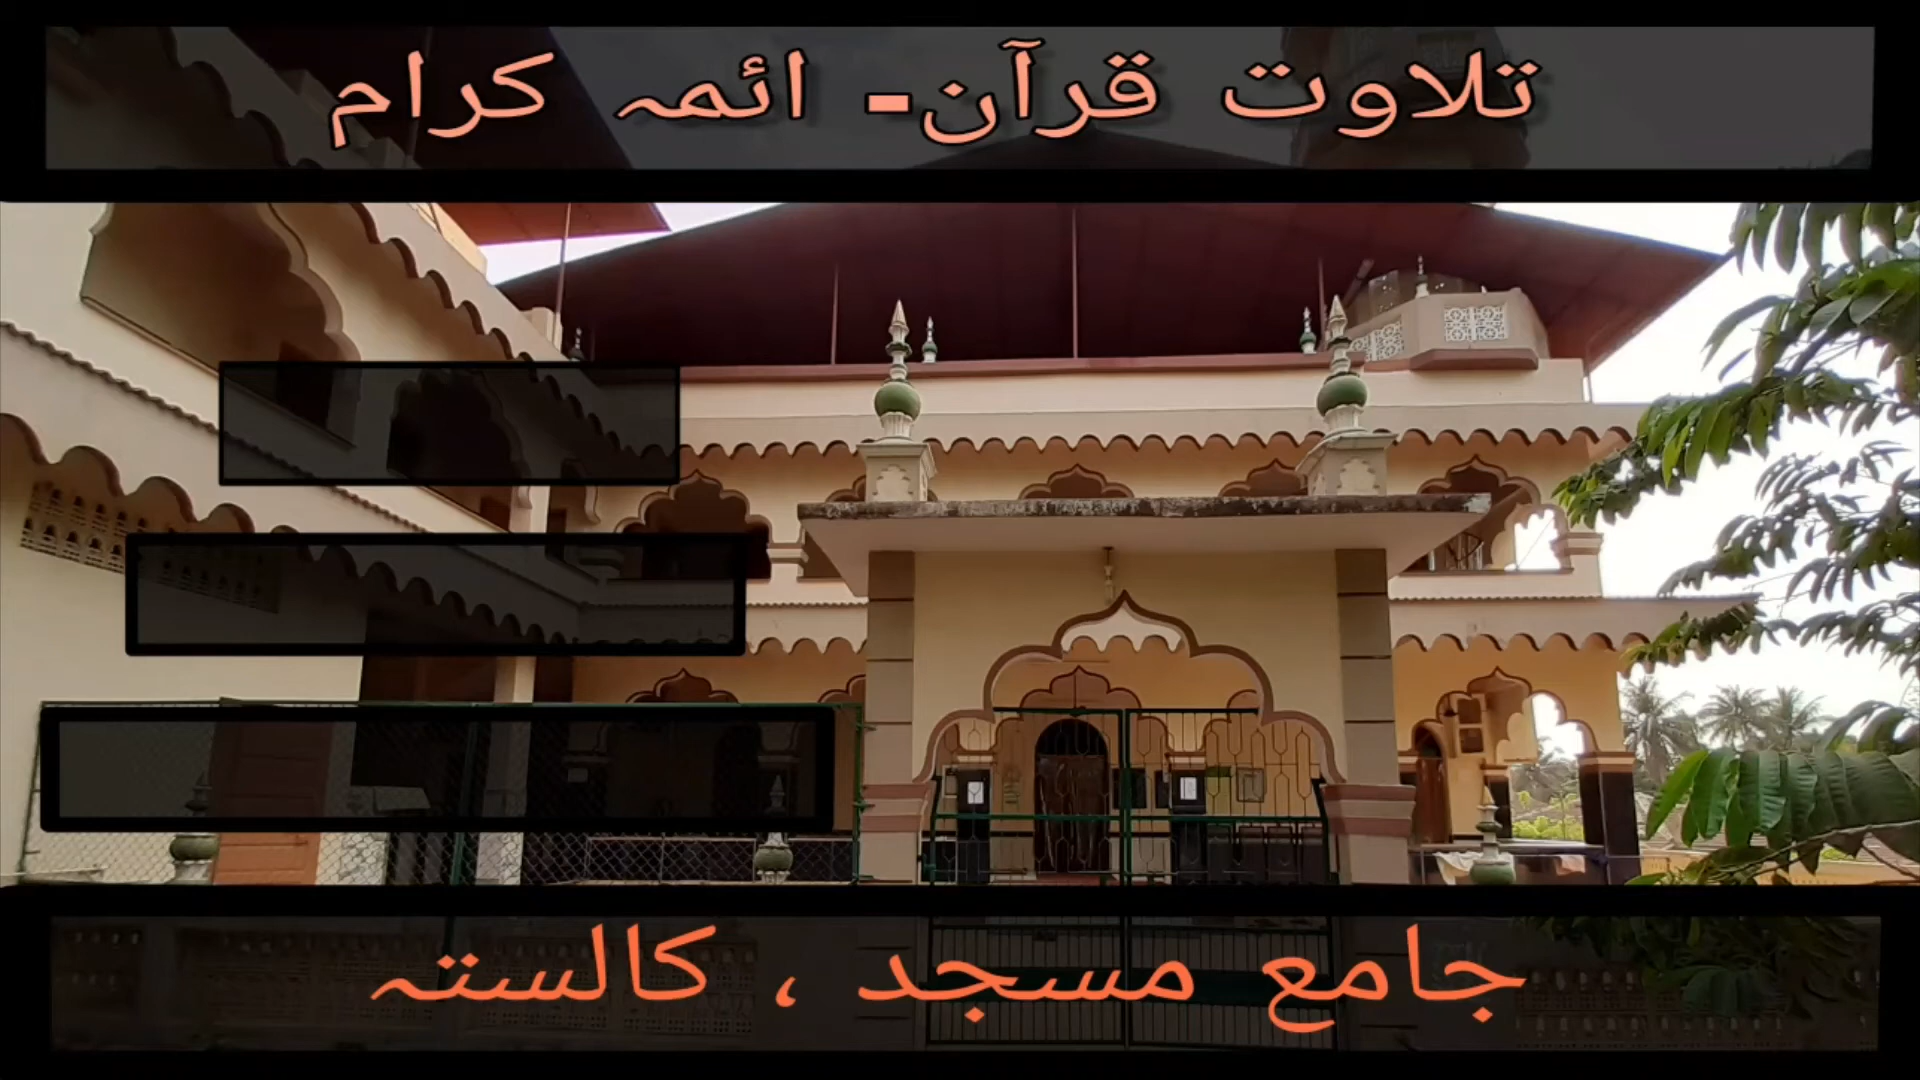 تلاوت قرآن- ائمہ کرام
جامع مسجد ، کالستہ